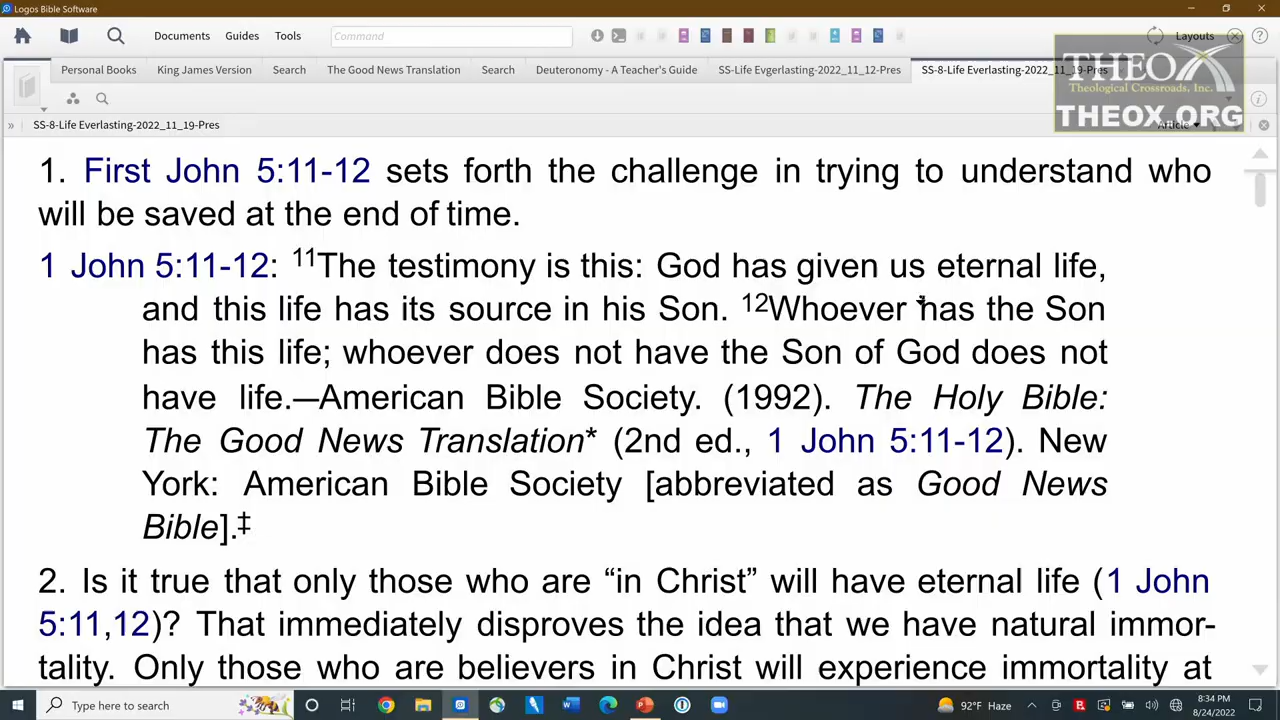 Logos Bible Software
Documents Guides Tools Command Layouts
Personal Books King James Version Search The Great Commission Search Deuteronomy - A Teacher's Guide SS-Life Evgerlasting-2022_11_12-Pres SS-8-Life Everlasting-2022_11_19-Pres
THEOX
Theological Crossroads, Inc.
THEOX.ORG
SS-8-Life Everlasting-2022_11_19-Pres Article
1. First John 5:11-12 sets forth the challenge in trying to understand who
will be saved at the end of time.
1 John 5:11-12: ¹¹The testimony is this: God has given us eternal life,
and this life has its source in his Son. ¹²Whoever has the Son
has this life; whoever does not have the Son of God does not
have life.—American Bible Society. (1992). The Holy Bible:
The Good News Translation* (2nd ed., 1 John 5:11-12). New
York: American Bible Society [abbreviated as Good News
Bible].‡
2. Is it true that only those who are “in Christ” will have eternal life (1 John
5:11,12)? That immediately disproves the idea that we have natural immor-
tality. Only those who are believers in Christ will experience immortality at
Type here to search 92°F Haze 8:34 PM
8/24/2022